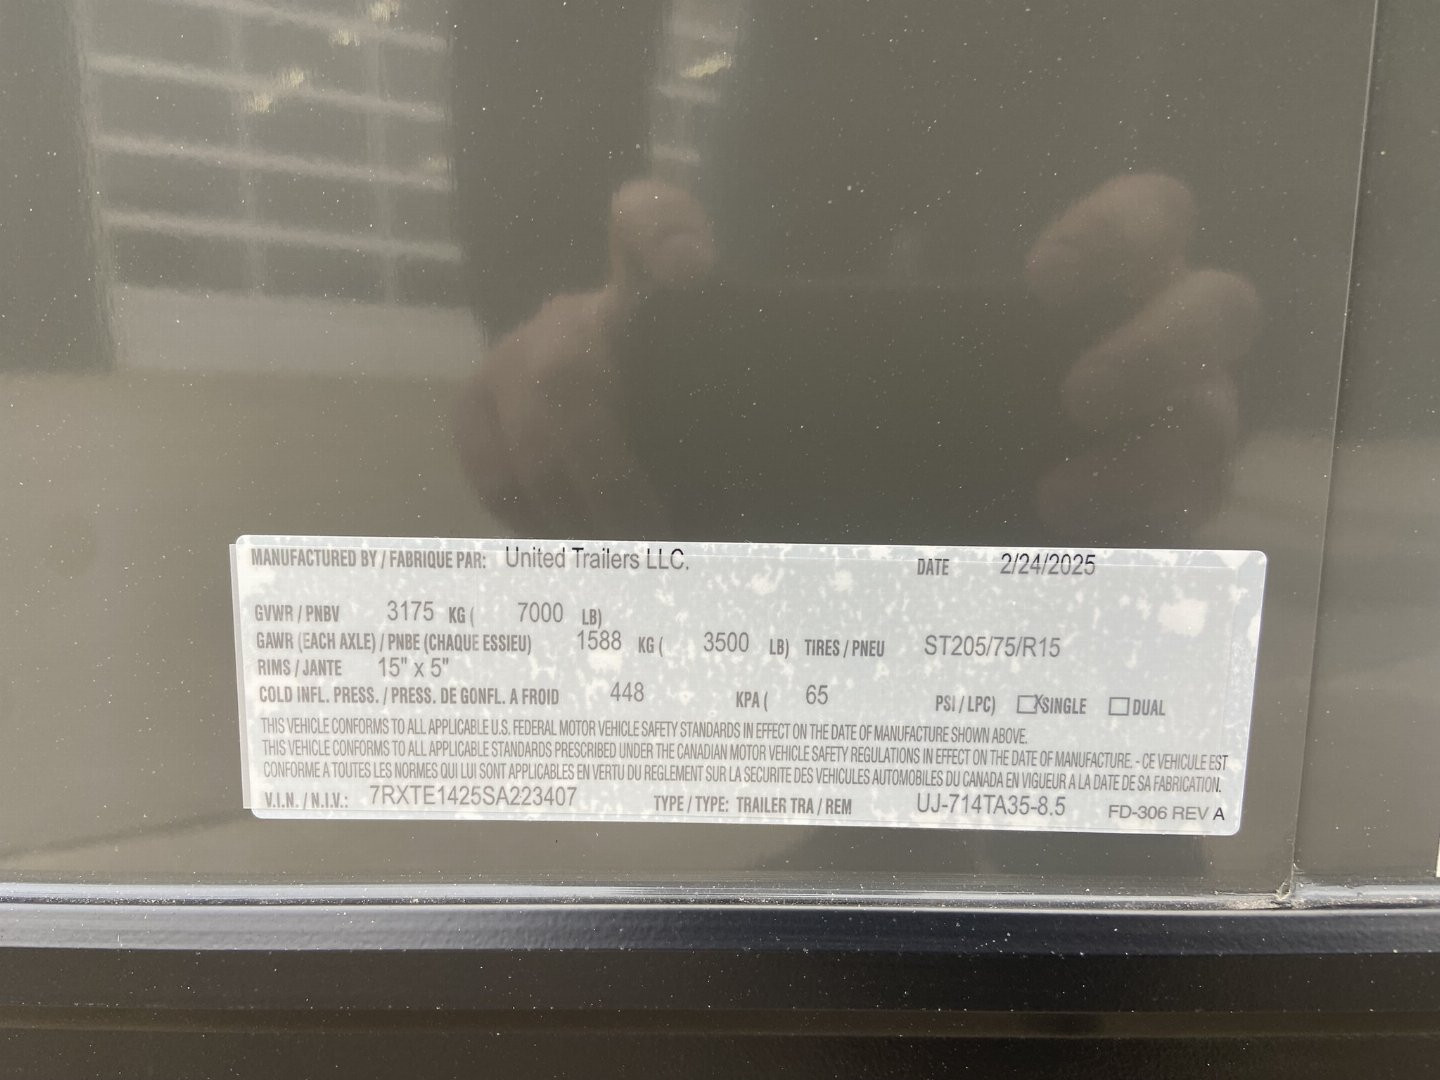 MANUFACTURED BY / FABRIQUE PAR: United Trailers LLC. DATE 2/24/2025
GVWR / PNBV 3175 KG ( 7000 LB)
GAWR (EACH AXLE) / PNBE (CHAQUE ESSIEU) 1588 KG ( 3500 LB) TIRES / PNEU ST205/75/R15
RIMS / JANTE 15" x 5"
COLD INFL. PRESS. / PRESS. DE GONFL. A FROID 448 KPA ( 65 PSI / LPC) X SINGLE DUAL
THIS VEHICLE CONFORMS TO ALL APPLICABLE U.S. FEDERAL MOTOR VEHICLE SAFETY STANDARDS IN EFFECT ON THE DATE OF MANUFACTURE SHOWN ABOVE.
THIS VEHICLE CONFORMS TO ALL APPLICABLE STANDARDS PRESCRIBED UNDER THE CANADIAN MOTOR VEHICLE SAFETY REGULATIONS IN EFFECT ON THE DATE OF MANUFACTURE. - CE VEHICULE EST
CONFORME A TOUTES LES NORMES QUI LUI SONT APPLICABLES EN VERTU DU REGLEMENT SUR LA SECURITE DES VEHICULES AUTOMOBILES DU CANADA EN VIGUEUR A LA DATE DE SA FABRICATION.
V.I.N. / N.I.V.: 7RXTE1425SA223407 TYPE / TYPE: TRAILER TRA / REM UJ-714TA35-8.5 FD-306 REV A